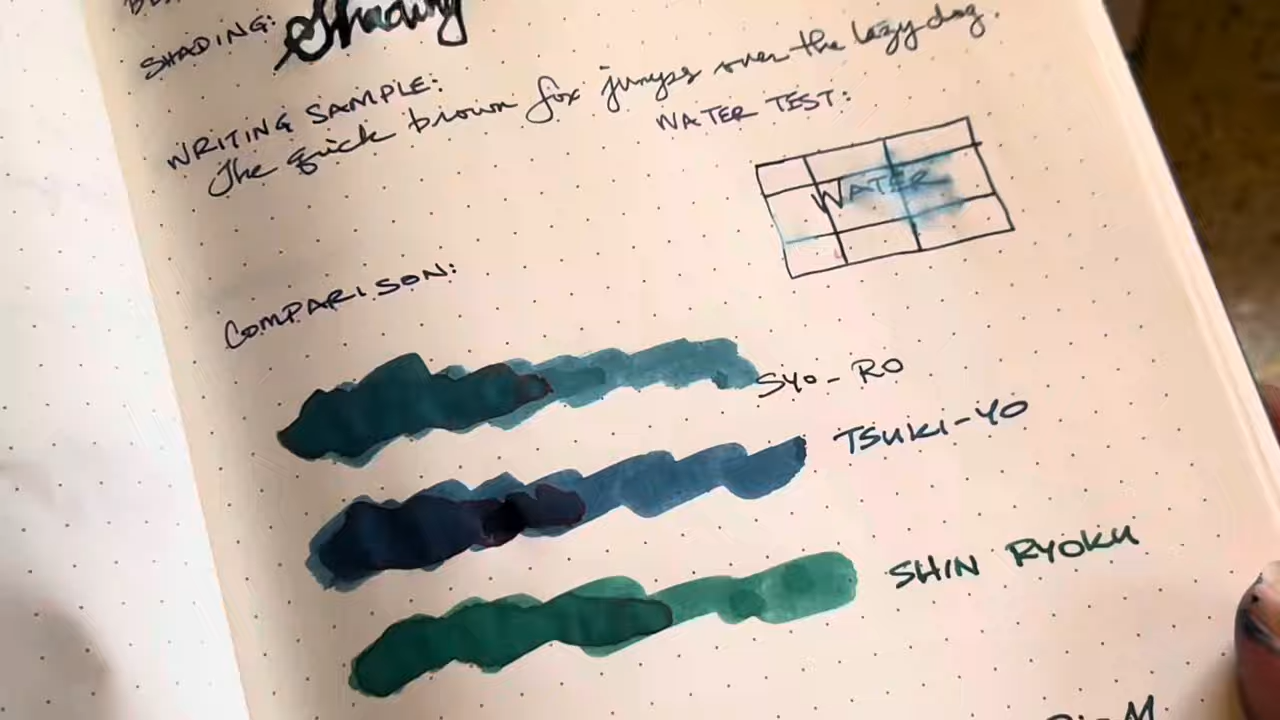 SHADING: Shading
WRITING SAMPLE:
The quick brown fox jumps over the lazy dog.
WATER TEST:
WATER
COMPARISON:
SYO-RO
TSUKI-YO
SHIN RYOKU